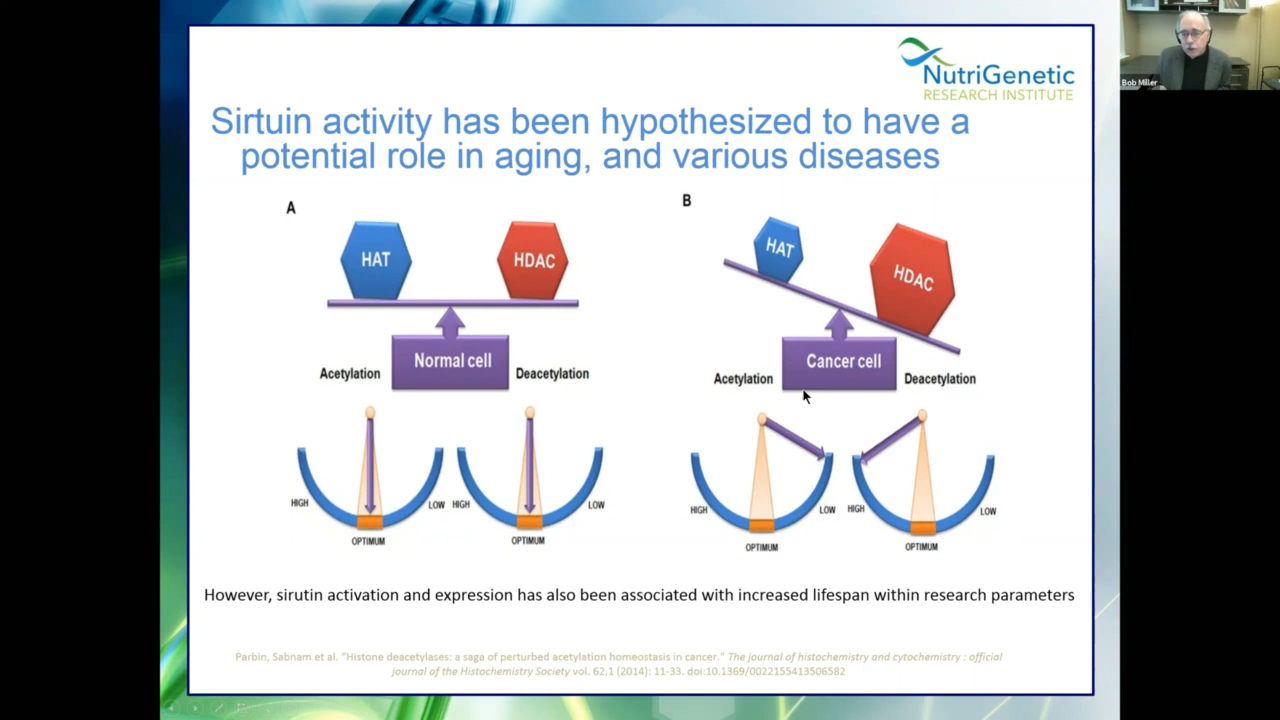 Bob Miller
NutriGenetic
RESEARCH INSTITUTE
Sirtuin activity has been hypothesized to have a
potential role in aging, and various diseases
A
HAT
HDAC
Normal cell
Acetylation
Deacetylation
HIGH
LOW
OPTIMUM
HIGH
LOW
OPTIMUM
B
HAT
HDAC
Cancer cell
Acetylation
Deacetylation
HIGH
LOW
OPTIMUM
HIGH
LOW
OPTIMUM
However, sirutin activation and expression has also been associated with increased lifespan within research parameters
Parbin, Sabnam et al. “Histone deacetylases: a saga of perturbed acetylation homeostasis in cancer.” The journal of histochemistry and cytochemistry : official
journal of the Histochemistry Society vol. 62,1 (2014): 11-33. doi:10.1369/0022155413506582